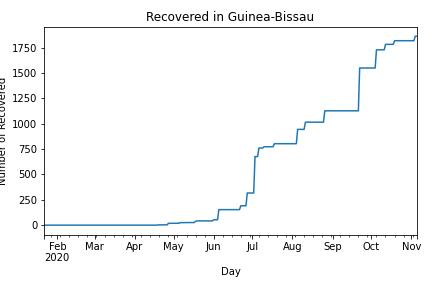 Recovered in Guinea-Bissau
Number of Recovered
1750
1500
1250
1000
750
500
250
0
Feb Mar Apr May Jun Jul Aug Sep Oct Nov
2020
Day